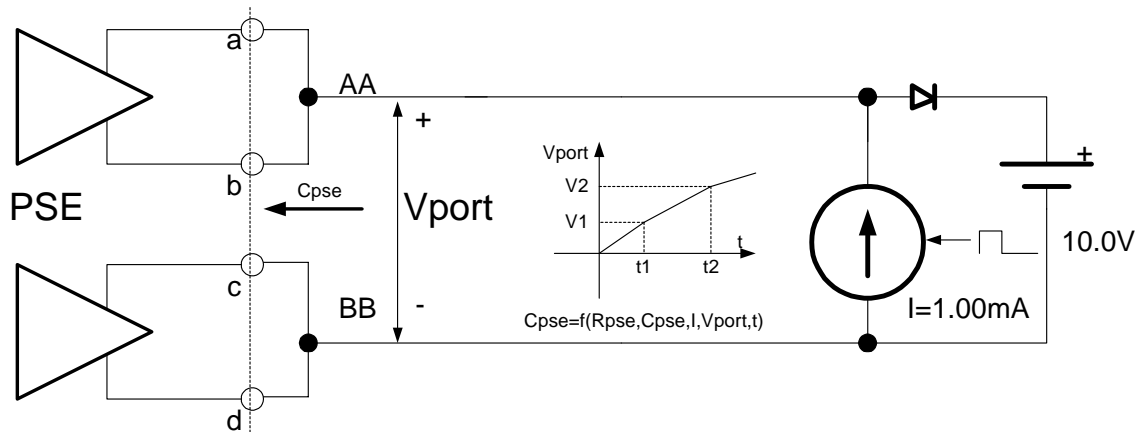 a
AA
+
b
Cpse
PSE
Vport
c
BB
-
d
Vport
V2
V1
t
t1
t2
Cpse=f(Rpse,Cpse,I,Vport,t)
I=1.00mA
+
10.0V